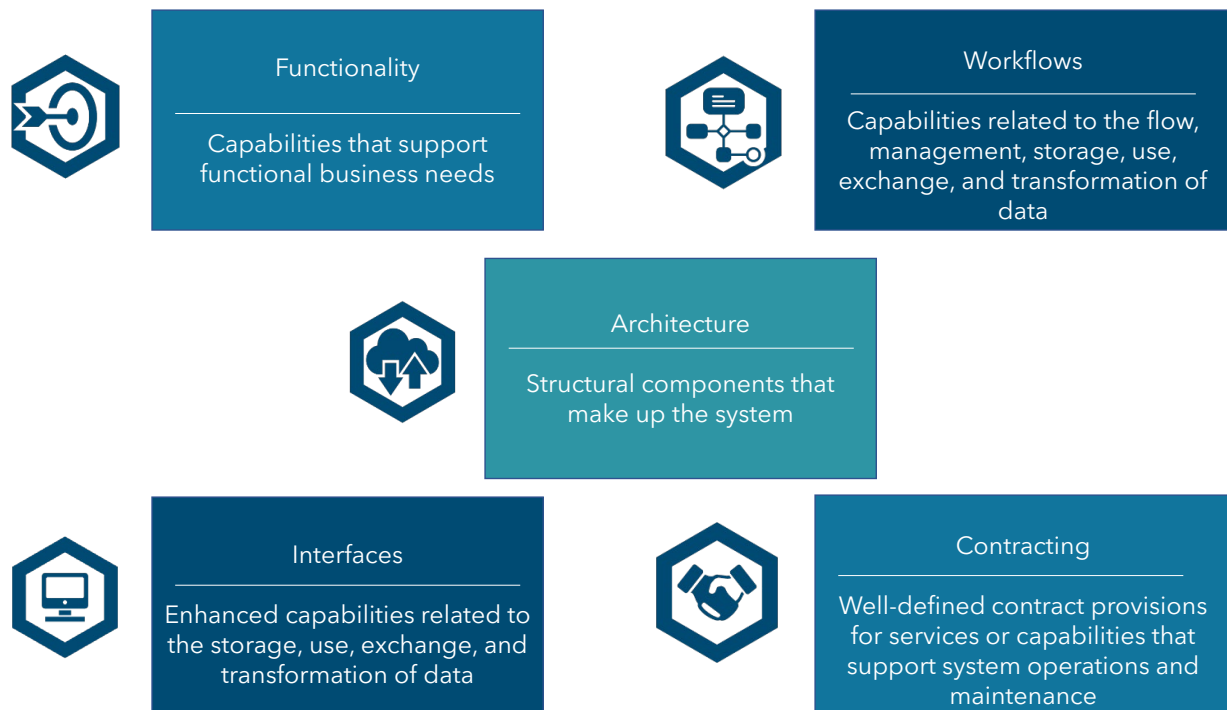 Functionality
Capabilities that support
functional business needs
Workflows
Capabilities related to the flow,
management, storage, use,
exchange, and transformation of
data
Architecture
Structural components that
make up the system
Interfaces
Enhanced capabilities related to
the storage, use, exchange, and
transformation of data
Contracting
Well-defined contract provisions
for services or capabilities that
support system operations and
maintenance